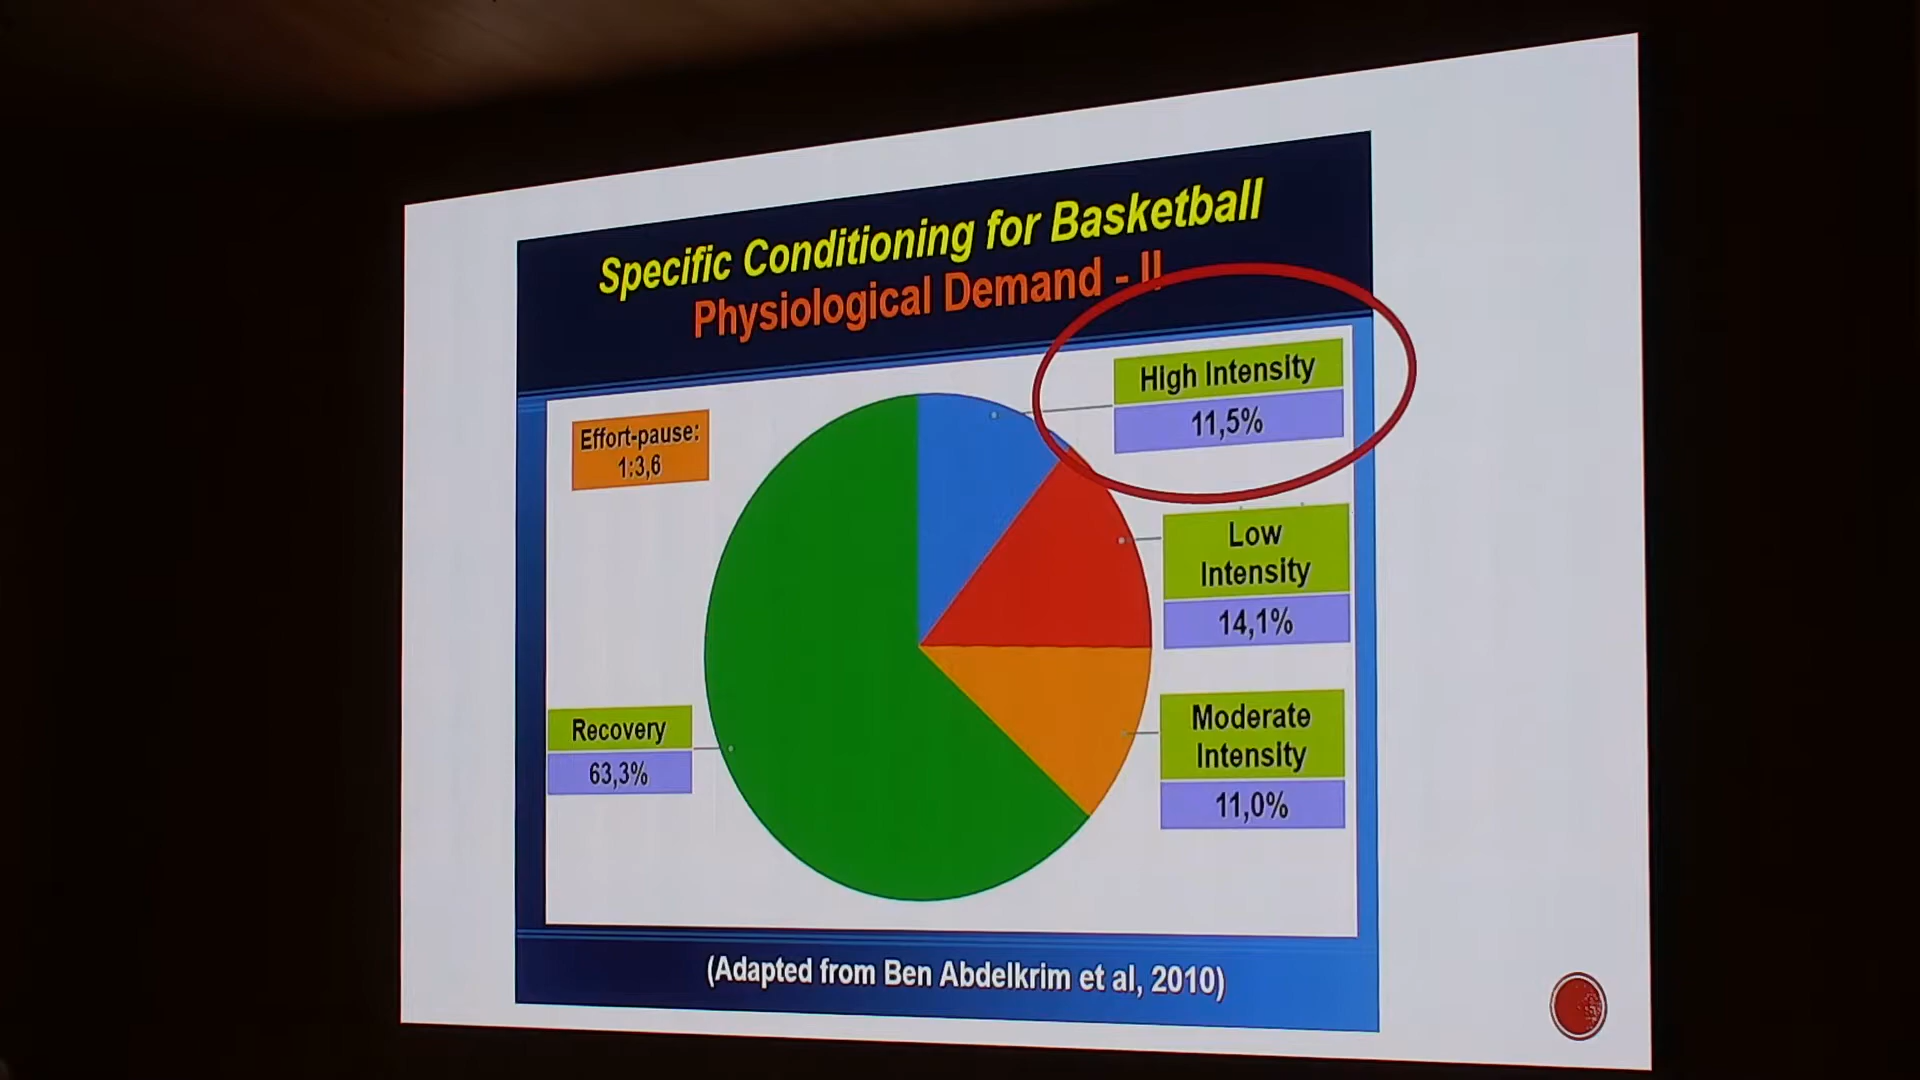 Specific Conditioning for Basketball
Physiological Demand - II
High Intensity
11,5%
Effort-pause:
1:3,6
Low
Intensity
14,1%
Moderate
Intensity
11,0%
Recovery
63,3%
(Adapted from Ben Abdelkrim et al, 2010)